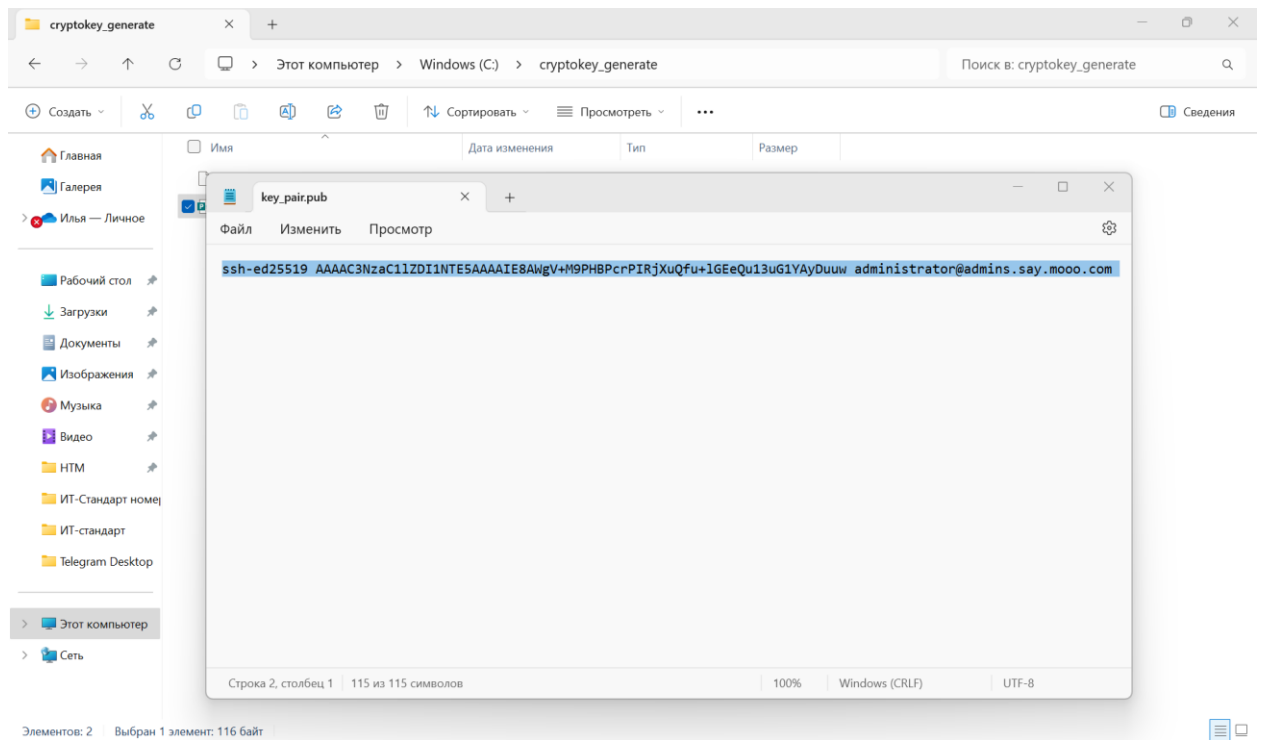 cryptokey_generate
Этот компьютер > Windows (C:) > cryptokey_generate
Поиск в: cryptokey_generate
Создать
Сортировать
Просмотреть
Сведения
Имя
Дата изменения
Тип
Размер
Главная
Галерея
Илья — Личное
Рабочий стол
Загрузки
Документы
Изображения
Музыка
Видео
НТМ
ИТ-Стандарт
ИТ-стандарт
Telegram Desktop
Этот компьютер
Сеть
key_pair.pub
Файл Изменить Просмотр
ssh-ed25519 AAAAC3NzaC1lZDI1NTE5AAAAIE8AWgV+M9PHBPcrPIRjXuQfu+lGEeQu13uG1YAyDuuw administrator@admins.say.mooo.com
Строка 2, столбец 1 115 из 115 символов 100% Windows (CRLF) UTF-8
Элементов: 2 Выбран 1 элемент: 116 байт